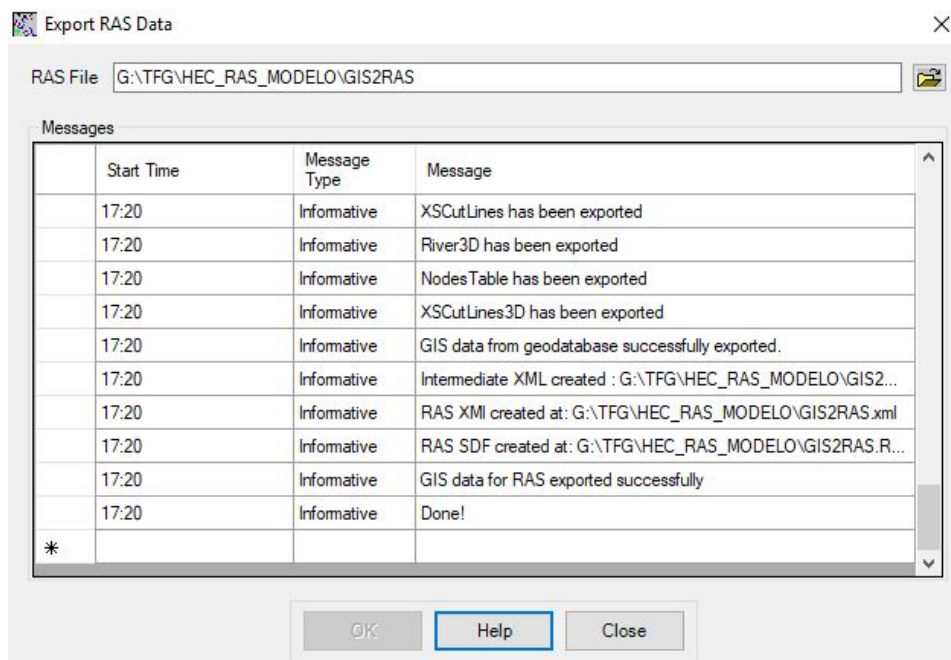 Export RAS Data
RAS File G:\TFG\HEC_RAS_MODELO\GIS2RAS
Messages
Start Time Message Type Message
17:20 Informative XSCutLines has been exported
17:20 Informative River3D has been exported
17:20 Informative NodesTable has been exported
17:20 Informative XSCutLines3D has been exported
17:20 Informative GIS data from geodatabase successfully exported.
17:20 Informative Intermediate XML created : G:\TFG\HEC_RAS_MODELO\GIS2...
17:20 Informative RAS XMl created at: G:\TFG\HEC_RAS_MODELO\GIS2RAS.xml
17:20 Informative RAS SDF created at: G:\TFG\HEC_RAS_MODELO\GIS2RAS.R...
17:20 Informative GIS data for RAS exported successfully
17:20 Informative Done!
OK Help Close